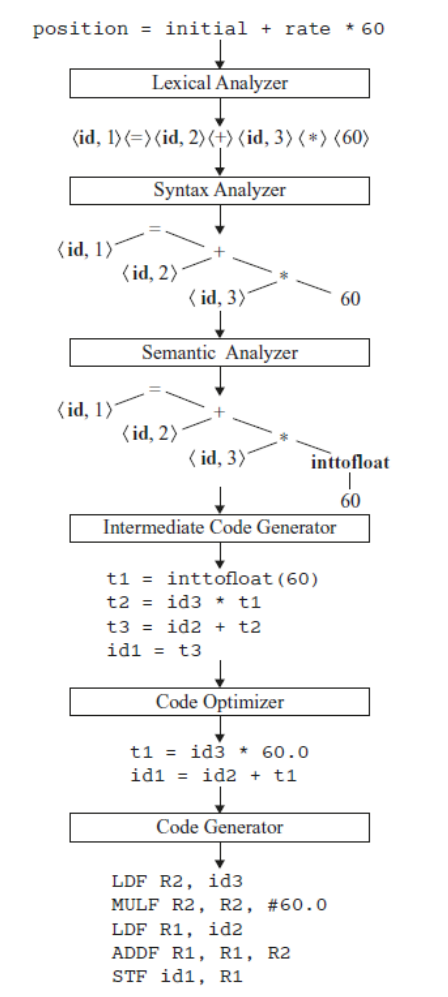 position = initial + rate * 60
Lexical Analyzer
⟨id, 1⟩ ⟨=⟩ ⟨id, 2⟩ ⟨+⟩ ⟨id, 3⟩ ⟨*⟩ ⟨60⟩
Syntax Analyzer
=
⟨id, 1⟩
+
⟨id, 2⟩
*
⟨id, 3⟩
60
Semantic Analyzer
=
⟨id, 1⟩
+
⟨id, 2⟩
*
⟨id, 3⟩
inttofloat
60
Intermediate Code Generator
t1 = inttofloat(60)
t2 = id3 * t1
t3 = id2 + t2
id1 = t3
Code Optimizer
t1 = id3 * 60.0
id1 = id2 + t1
Code Generator
LDF R2, id3
MULF R2, R2, #60.0
LDF R1, id2
ADDF R1, R1, R2
STF id1, R1